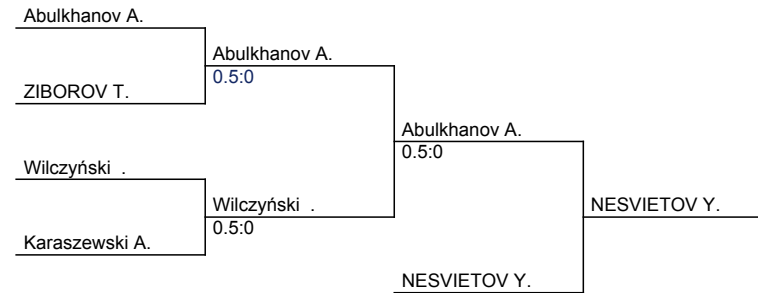 Abulkhanov A.
Abulkhanov A.
0.5:0
ZIBOROV T.
Abulkhanov A.
0.5:0
Wilczyński .
Wilczyński .
0.5:0
NESVIETOV Y.
Karaszewski A.
NESVIETOV Y.